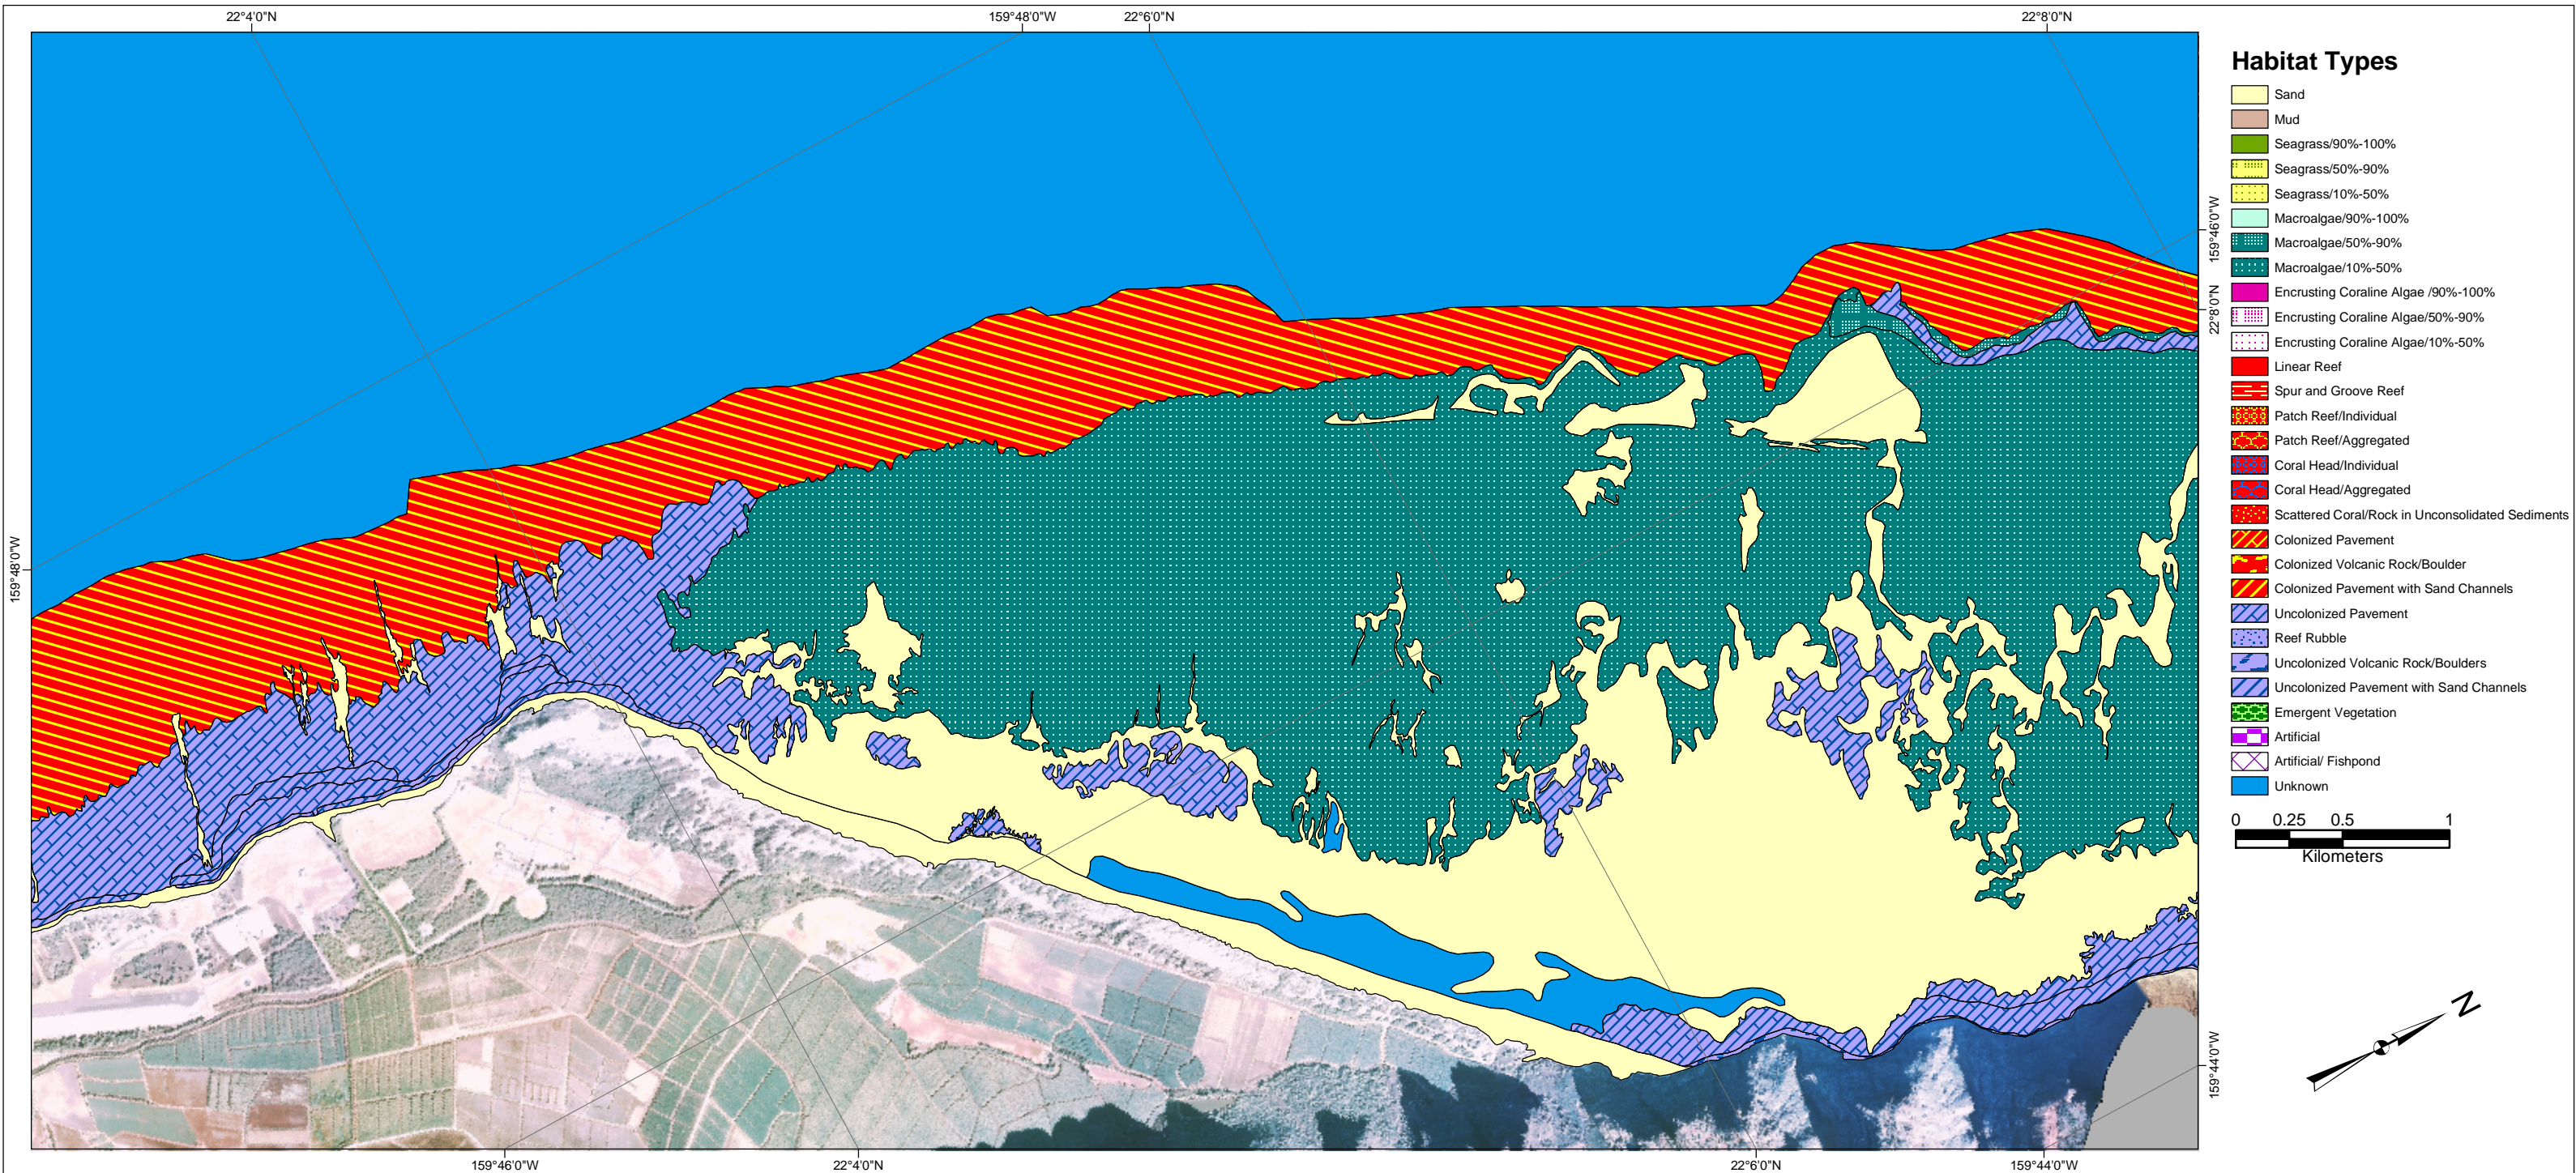 22°4'0"N
159°48'0"W
22°6'0"N
22°8'0"N
159°48'0"W
159°46'0"W
22°8'0"N
159°44'0"W
159°46'0"W
22°4'0"N
22°6'0"N
159°44'0"W
Habitat Types
Sand
Mud
Seagrass/90%-100%
Seagrass/50%-90%
Seagrass/10%-50%
Macroalgae/90%-100%
Macroalgae/50%-90%
Macroalgae/10%-50%
Encrusting Coraline Algae /90%-100%
Encrusting Coraline Algae/50%-90%
Encrusting Coraline Algae/10%-50%
Linear Reef
Spur and Groove Reef
Patch Reef/Individual
Patch Reef/Aggregated
Coral Head/Individual
Coral Head/Aggregated
Scattered Coral/Rock in Unconsolidated Sediments
Colonized Pavement
Colonized Volcanic Rock/Boulder
Colonized Pavement with Sand Channels
Uncolonized Pavement
Reef Rubble
Uncolonized Volcanic Rock/Boulders
Uncolonized Pavement with Sand Channels
Emergent Vegetation
Artificial
Artificial/ Fishpond
Unknown
0 0.25 0.5 1
Kilometers
N